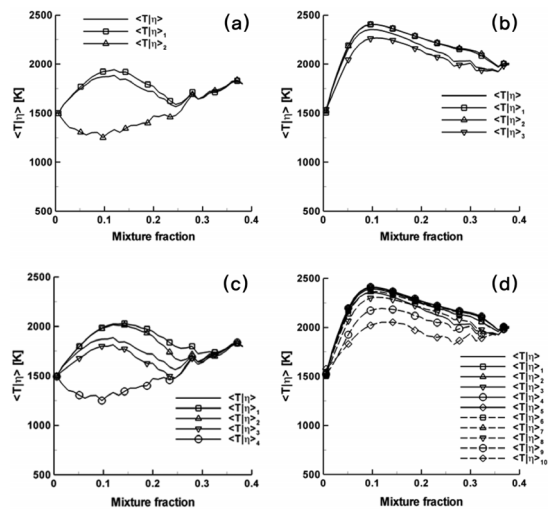 (a)
2500
2000
1500
1000
500
<T|η> [K]
0
0.1
0.2
0.3
0.4
Mixture fraction
<T|η>
<T|η>₁
<T|η>₂
(b)
2500
2000
1500
1000
500
<T|η> [K]
0
0.1
0.2
0.3
0.4
Mixture fraction
<T|η>
<T|η>₁
<T|η>₂
<T|η>₃
(c)
2500
2000
1500
1000
500
<T|η> [K]
0
0.1
0.2
0.3
0.4
Mixture fraction
<T|η>
<T|η>₁
<T|η>₂
<T|η>₃
<T|η>₄
(d)
2500
2000
1500
1000
500
<T|η> [K]
0
0.1
0.2
0.3
0.4
Mixture fraction
<T|η>
<T|η>₁
<T|η>₂
<T|η>₃
<T|η>₄
<T|η>₅
<T|η>₆
<T|η>₇
<T|η>₈
<T|η>₉
<T|η>₁₀